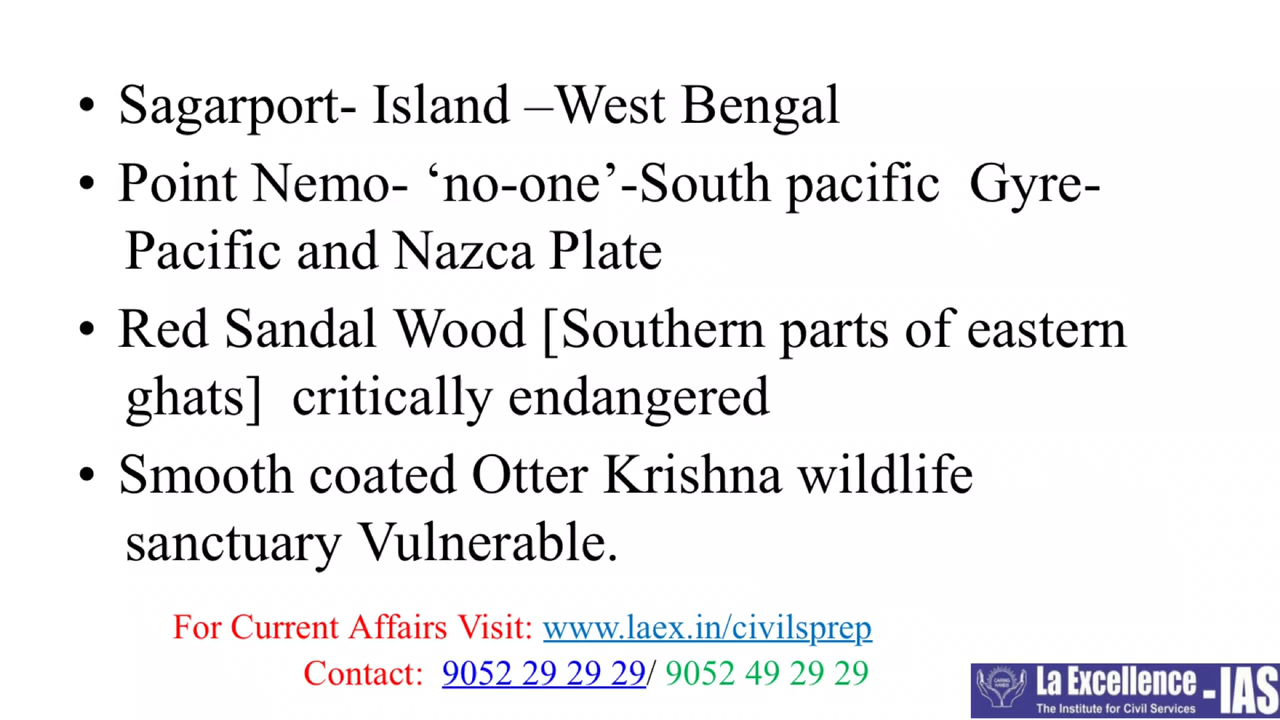 • Sagarport- Island –West Bengal
• Point Nemo- ‘no-one’-South pacific  Gyre-
Pacific and Nazca Plate
• Red Sandal Wood [Southern parts of eastern
ghats]  critically endangered
• Smooth coated Otter Krishna wildlife
sanctuary Vulnerable.
For Current Affairs Visit: www.laex.in/civilsprep
Contact:  9052 29 29 29/ 9052 49 29 29
CARING HANDS
La Excellence -IAS
The Institute for Civil Services